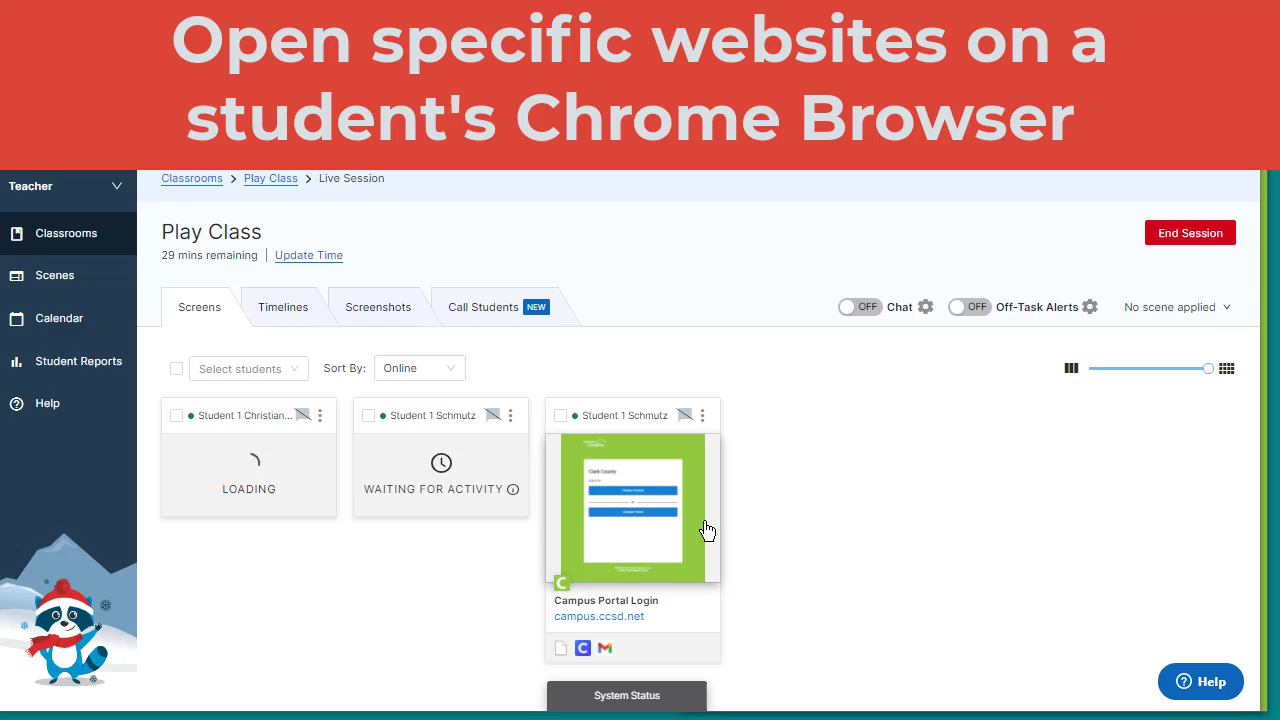 Open specific websites on a
student's Chrome Browser
Teacher
Classrooms
Scenes
Calendar
Student Reports
Help
Classrooms > Play Class > Live Session
Play Class
29 mins remaining | Update Time
End Session
Screens
Timelines
Screenshots
Call Students NEW
OFF Chat
OFF Off-Task Alerts
No scene applied
Select students
Sort By: Online
Student 1 Christian...
LOADING
Student 1 Schmutz
WAITING FOR ACTIVITY
Student 1 Schmutz
Clark County
C
Campus Portal Login
campus.ccsd.net
C
System Status
Help